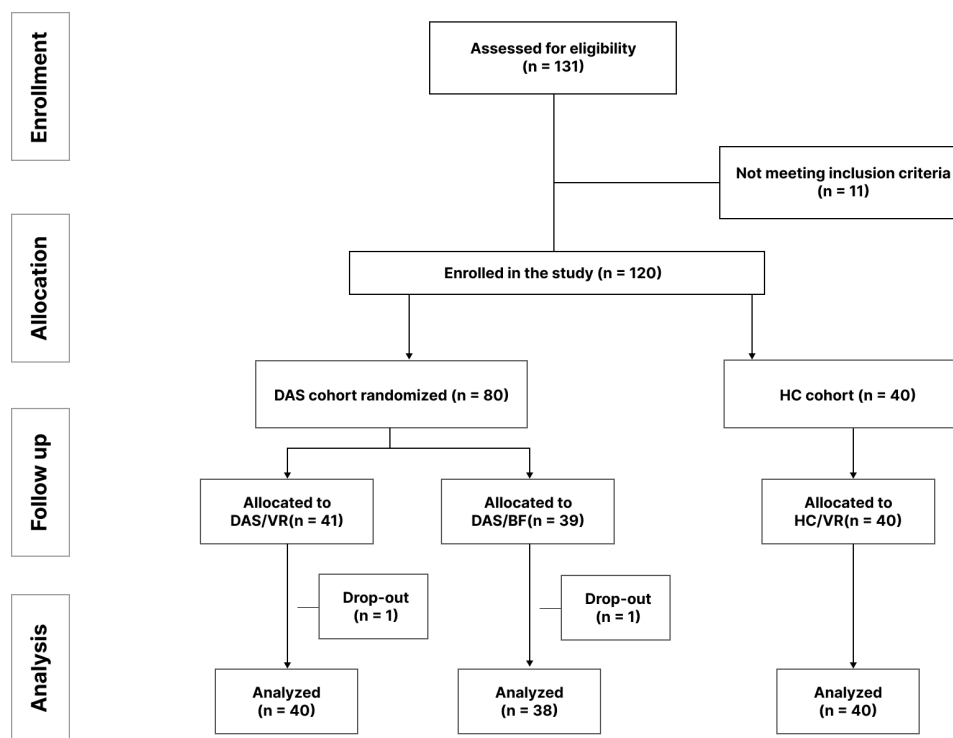 Enrollment
Assessed for eligibility
(n = 131)
Not meeting inclusion criteria
(n = 11)
Allocation
Enrolled in the study (n = 120)
DAS cohort randomized (n = 80)
HC cohort (n = 40)
Follow up
Allocated to
DAS/VR(n = 41)
Allocated to
DAS/BF(n = 39)
Allocated to
HC/VR(n = 40)
Drop-out
(n = 1)
Drop-out
(n = 1)
Analysis
Analyzed
(n = 40)
Analyzed
(n = 38)
Analyzed
(n = 40)